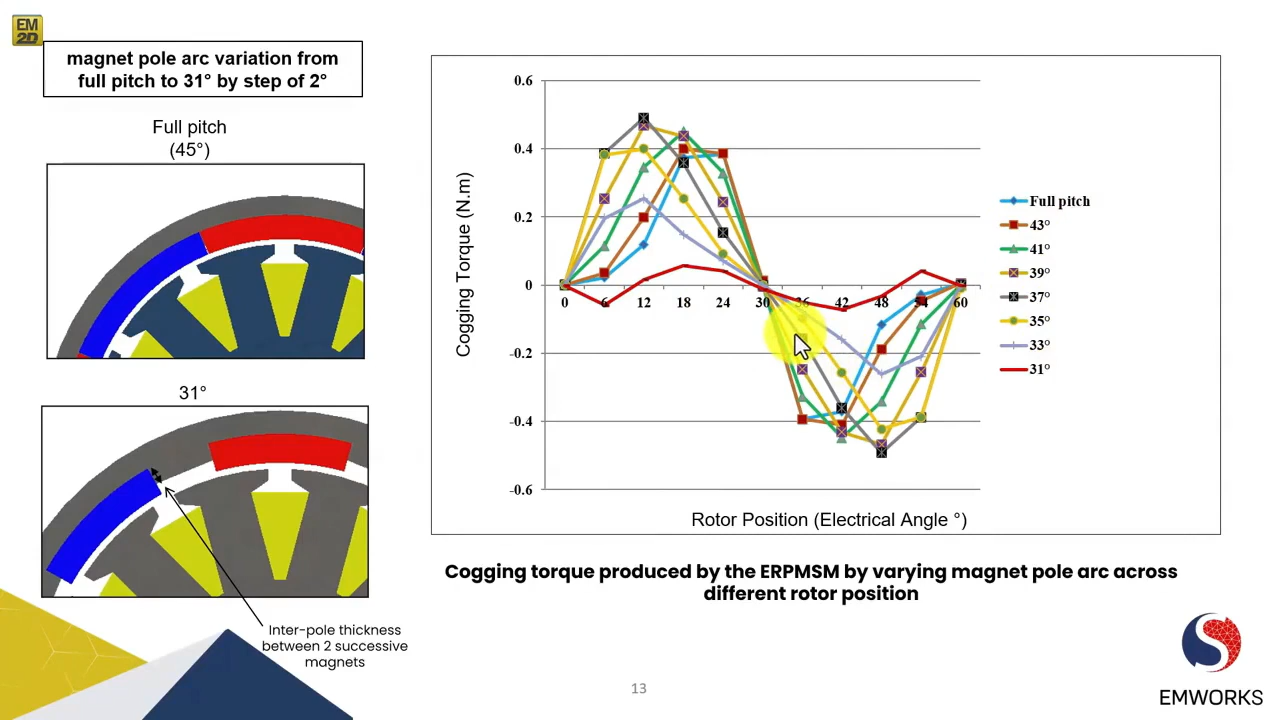 EM
2D
magnet pole arc variation from
full pitch to 31° by step of 2°
Full pitch
(45°)
31°
Inter-pole thickness
between 2 successive
magnets
Cogging Torque (N.m)
0.6
0.4
0.2
0
-0.2
-0.4
-0.6
0 6 12 18 24 30 36 42 48 54 60
Rotor Position (Electrical Angle °)
Full pitch
43°
41°
39°
37°
35°
33°
31°
Cogging torque produced by the ERPMSM by varying magnet pole arc across
different rotor position
13
EMWORKS